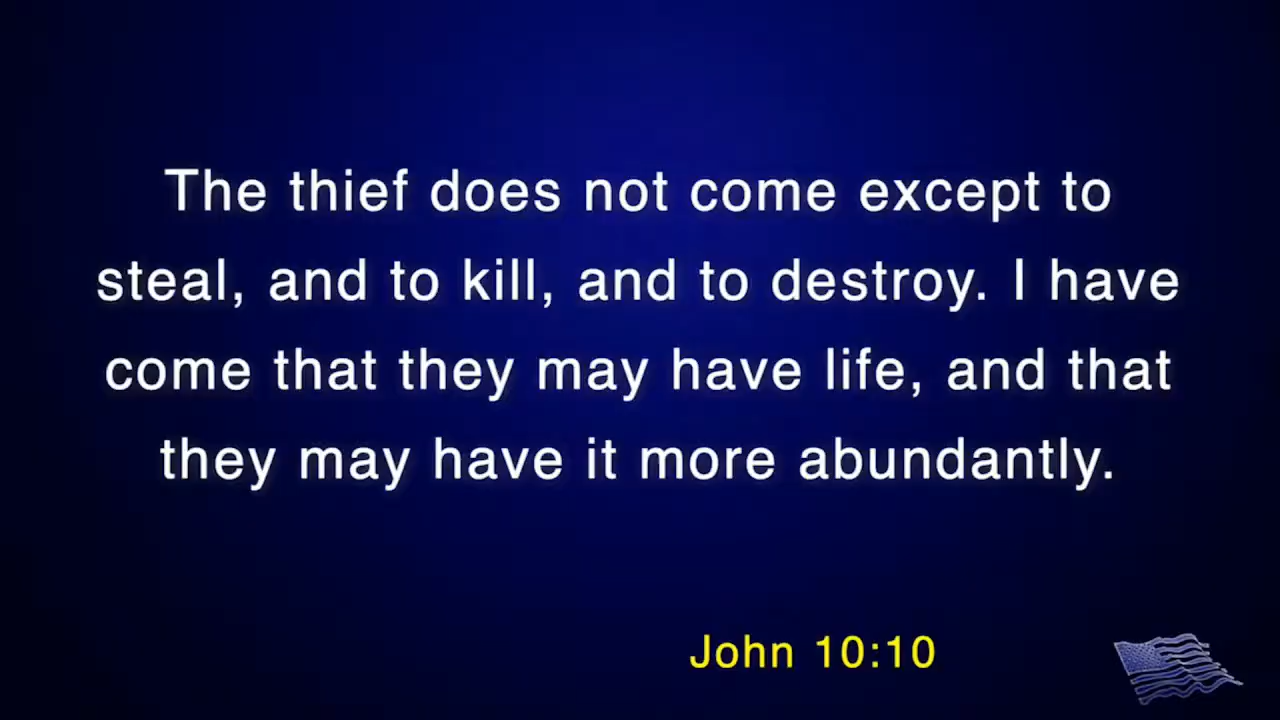 The thief does not come except to
steal, and to kill, and to destroy. I have
come that they may have life, and that
they may have it more abundantly.
John 10:10